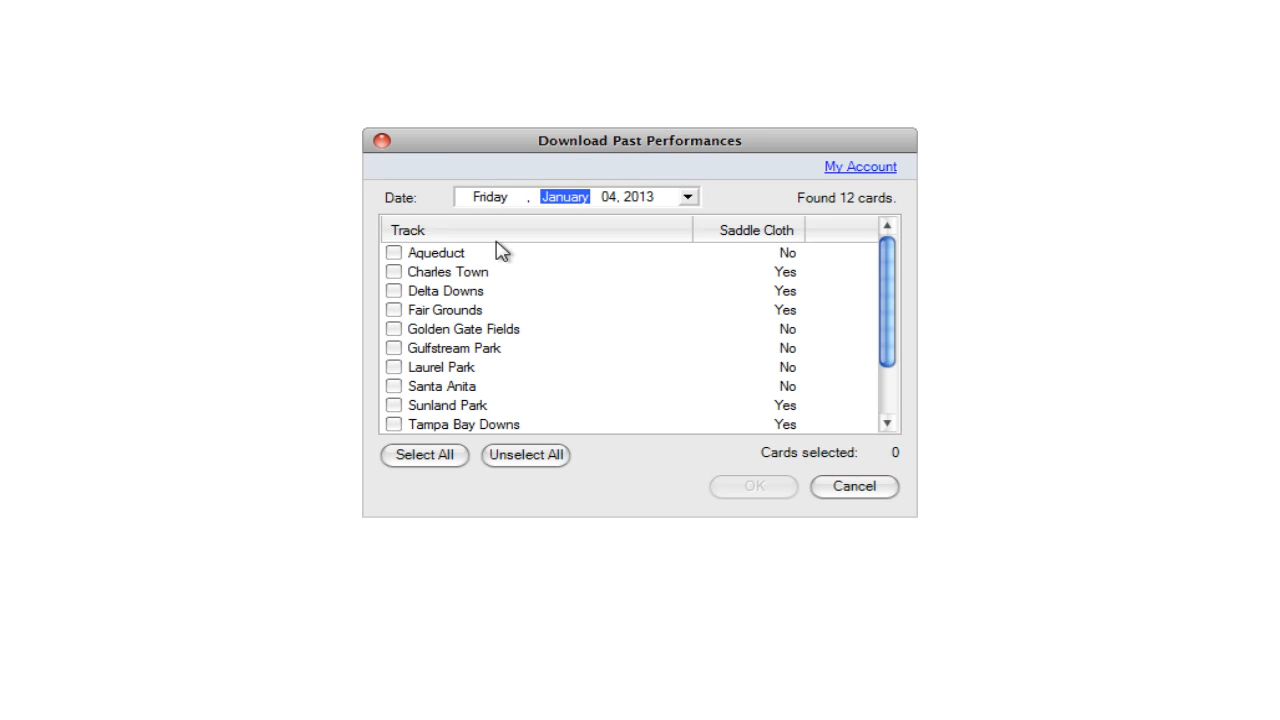 Download Past Performances
My Account
Date: Friday , January 04, 2013 Found 12 cards.
Track Saddle Cloth
Aqueduct No
Charles Town Yes
Delta Downs Yes
Fair Grounds Yes
Golden Gate Fields No
Gulfstream Park No
Laurel Park No
Santa Anita No
Sunland Park Yes
Tampa Bay Downs Yes
Select All Unselect All Cards selected: 0
OK Cancel